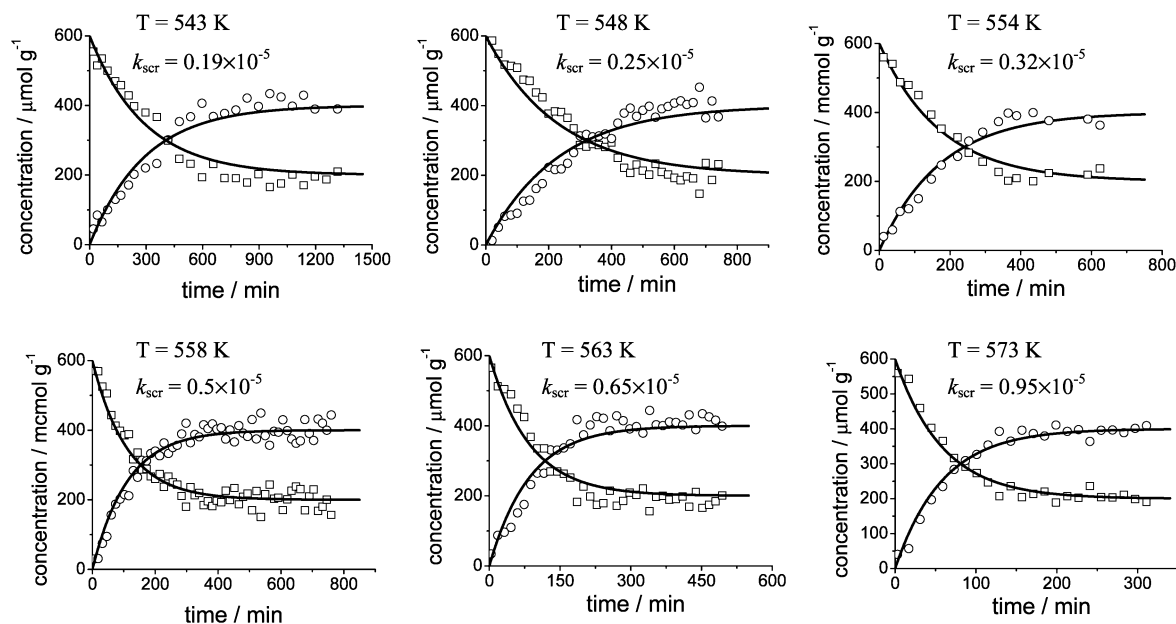 T = 543 K
k_scr = 0.19×10⁻⁵
concentration / μmol g⁻¹
600
400
200
0
0 300 600 900 1200 1500
time / min
T = 548 K
k_scr = 0.25×10⁻⁵
concentration / μmol g⁻¹
600
400
200
0
0 200 400 600 800
time / min
T = 554 K
k_scr = 0.32×10⁻⁵
concentration / mcmol g⁻¹
600
400
200
0
0 200 400 600 800
time / min
T = 558 K
k_scr = 0.5×10⁻⁵
concentration / mcmol g⁻¹
600
400
200
0
0 200 400 600 800
time / min
T = 563 K
k_scr = 0.65×10⁻⁵
concentration / μmol g⁻¹
600
400
200
0
0 150 300 450 600
time / min
T = 573 K
k_scr = 0.95×10⁻⁵
concentration / μmol g⁻¹
600
500
400
300
200
100
0
0 100 200 300
time / min